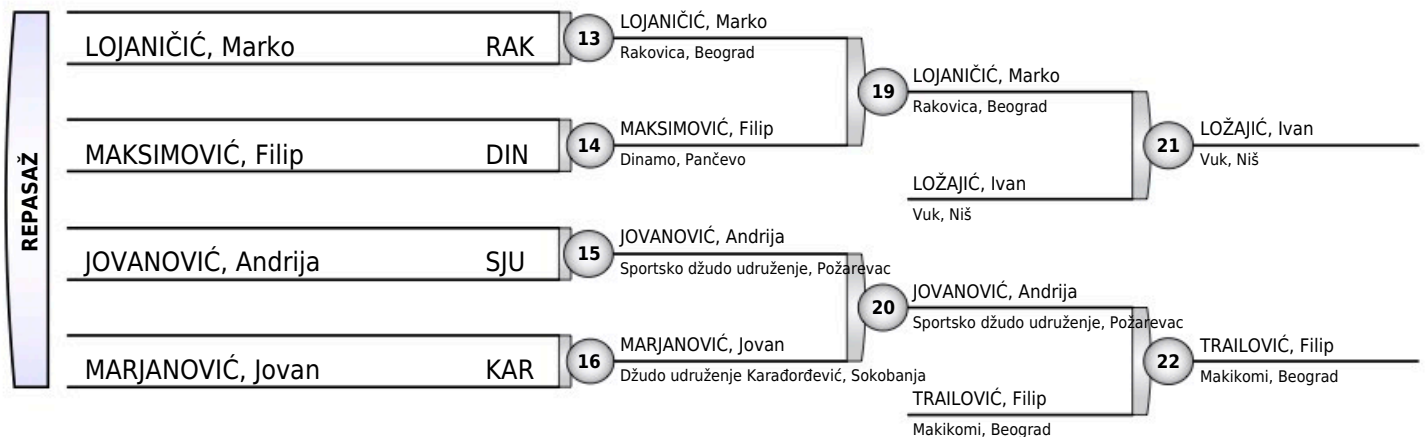 REPASAŽ
LOJANIČIĆ, Marko RAK
MAKSIMOVIĆ, Filip DIN
JOVANOVIĆ, Andrija SJU
MARJANOVIĆ, Jovan KAR
13
LOJANIČIĆ, Marko
Rakovica, Beograd
14
MAKSIMOVIĆ, Filip
Dinamo, Pančevo
15
JOVANOVIĆ, Andrija
Sportsko džudo udruženje, Požarevac
16
MARJANOVIĆ, Jovan
Džudo udruženje Karađorđević, Sokobanja
19
LOJANIČIĆ, Marko
Rakovica, Beograd
LOŽAJIĆ, Ivan
Vuk, Niš
20
JOVANOVIĆ, Andrija
Sportsko džudo udruženje, Požarevac
TRAILOVIĆ, Filip
Makikomi, Beograd
21
LOŽAJIĆ, Ivan
Vuk, Niš
22
TRAILOVIĆ, Filip
Makikomi, Beograd